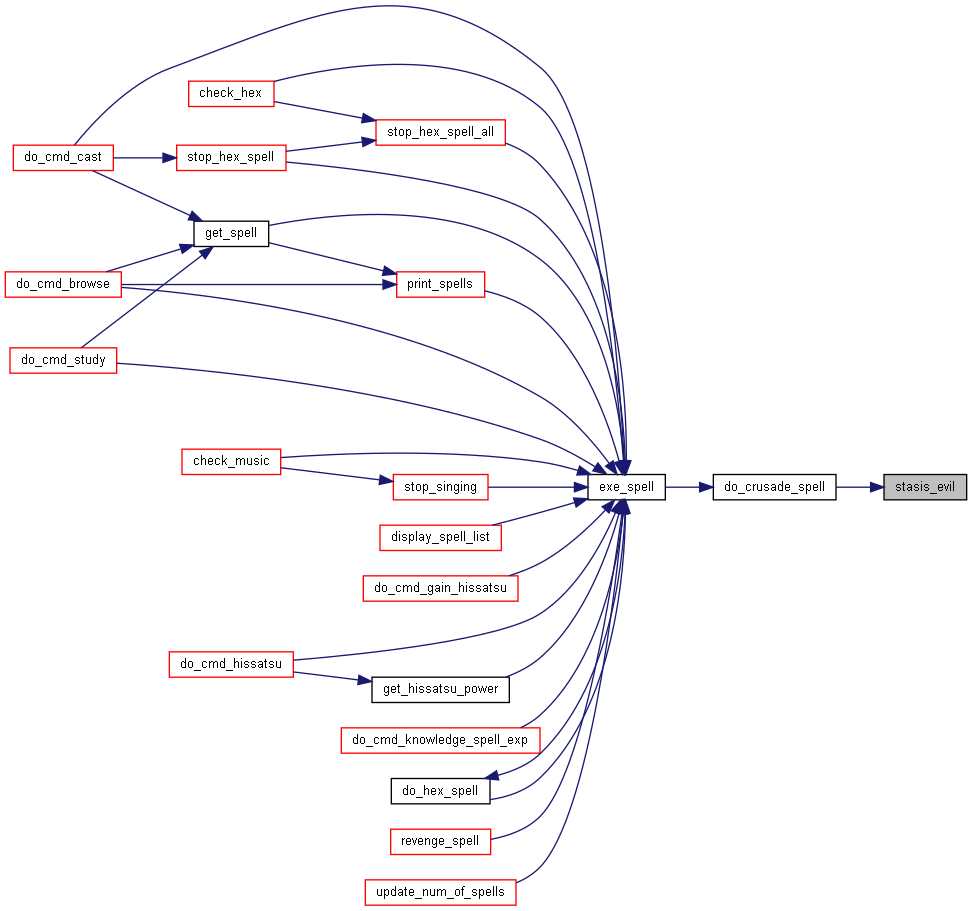 check_hex
stop_hex_spell_all
do_cmd_cast
stop_hex_spell
get_spell
do_cmd_browse
print_spells
do_cmd_study
check_music
stop_singing
exe_spell
do_crusade_spell
stasis_evil
display_spell_list
do_cmd_gain_hissatsu
do_cmd_hissatsu
get_hissatsu_power
do_cmd_knowledge_spell_exp
do_hex_spell
revenge_spell
update_num_of_spells